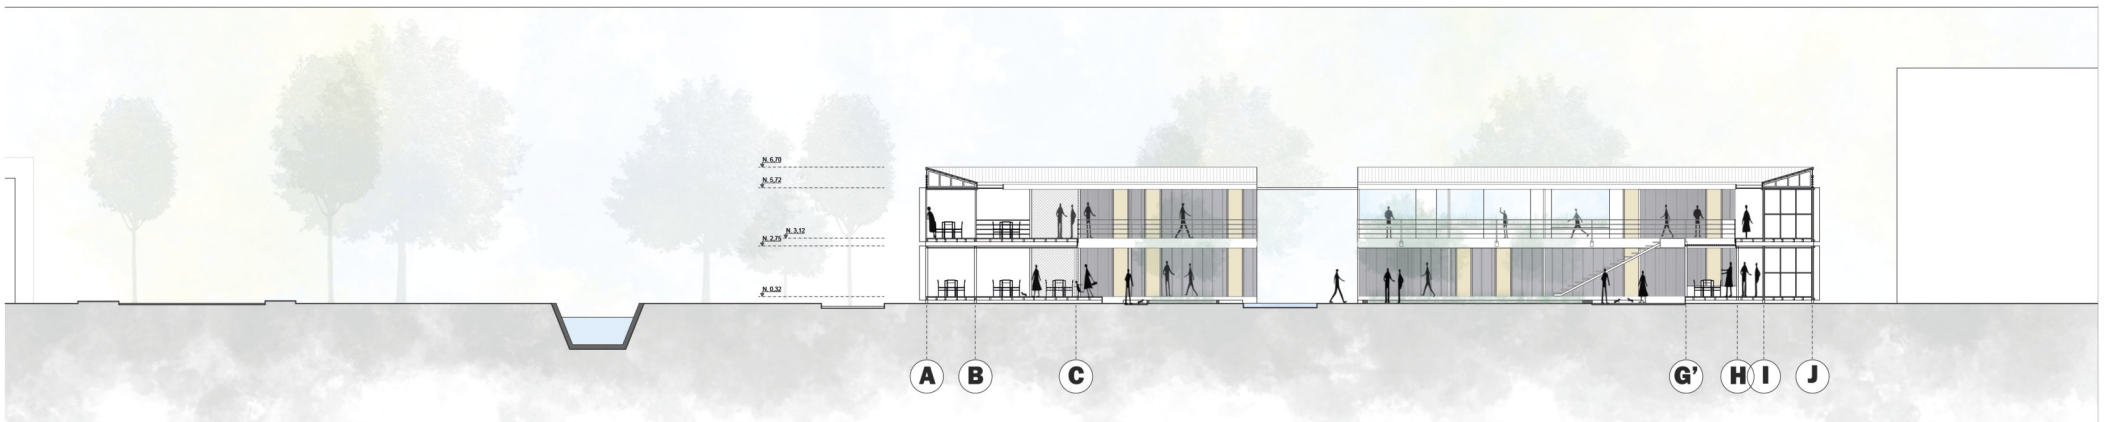 N. 6,70
N. 5,72
N. 3,12
N. 2,75
N. 0,32
A B C G' H I J